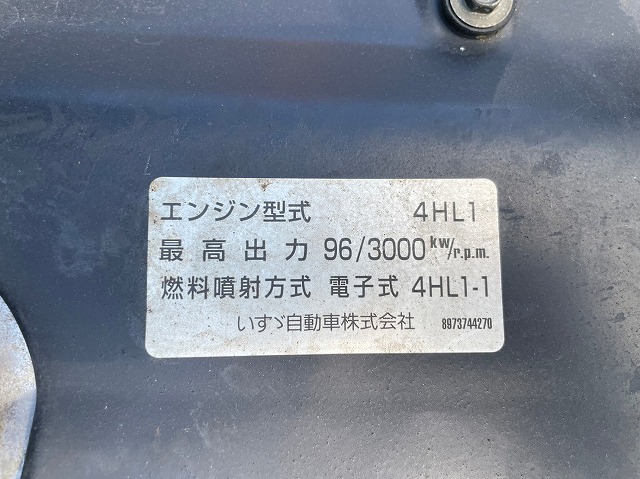 エンジン型式 4HL1
最高出力 96/3000 kw/r.p.m.
燃料噴射方式 電子式 4HL1-1
いすゞ自動車株式会社 8973744270